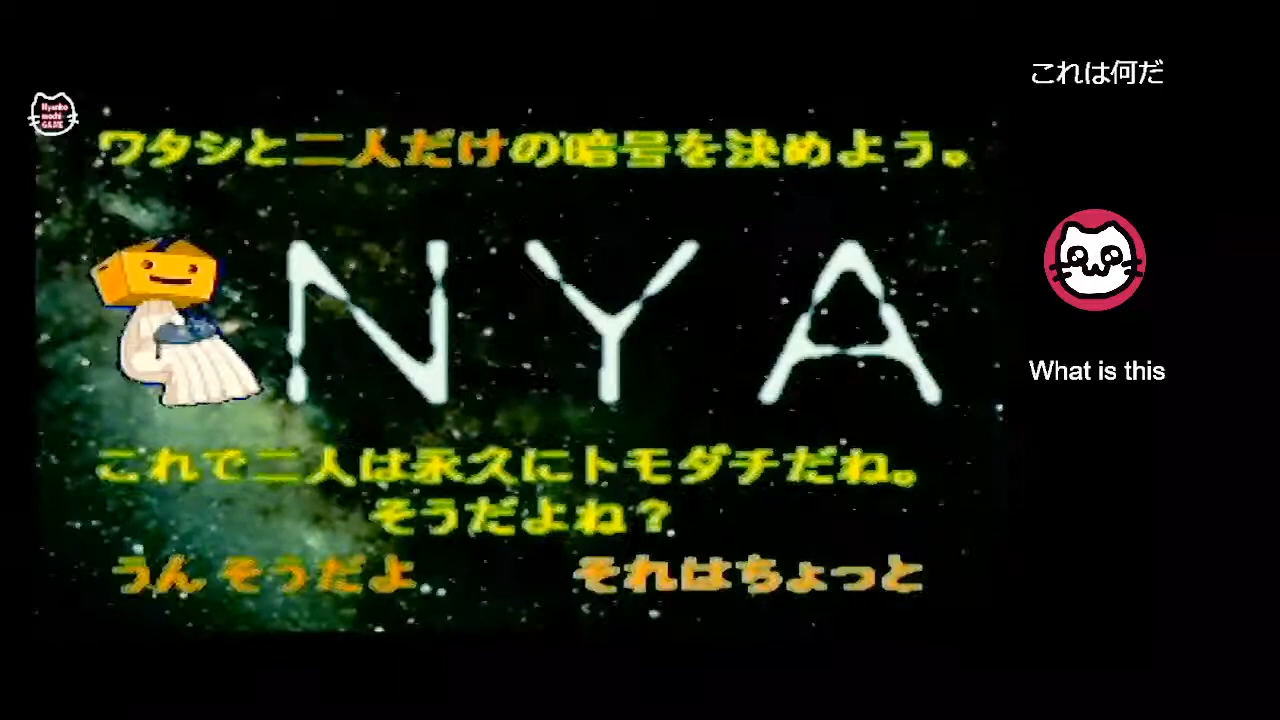 これは何だ
Nyanko
mochi
GAME
ワタシと二人だけの暗号を決めよう。
NYA
What is this
これで二人は永久にトモダチだね。
そうだよね？
うん そうだよ
それはちょっと